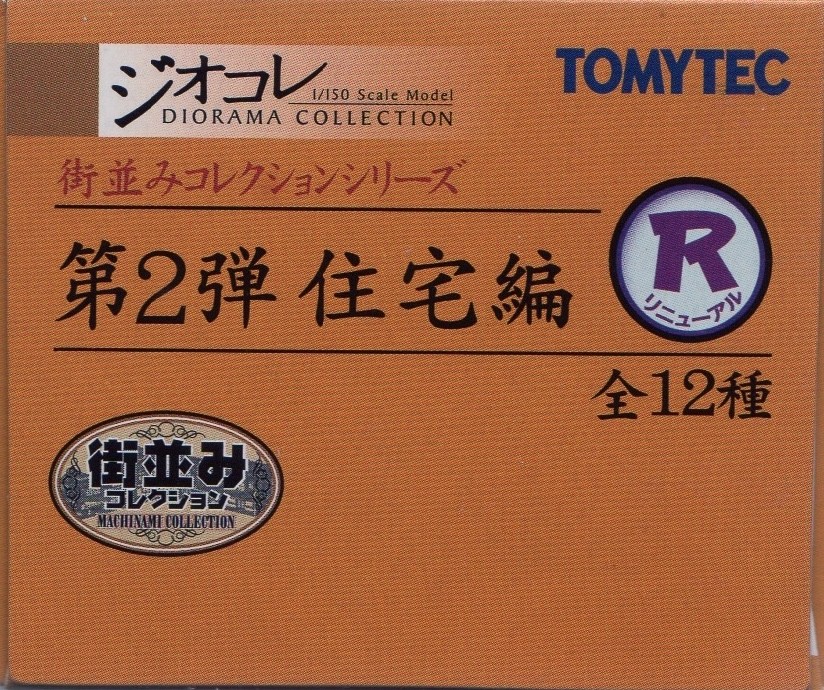 ジオコレ
1/150 Scale Model
DIORAMA COLLECTION
TOMYTEC
街並みコレクションシリーズ
第2弾 住宅編
R
リニューアル
全12種
街並み
コレクション
MACHINAMI COLLECTION